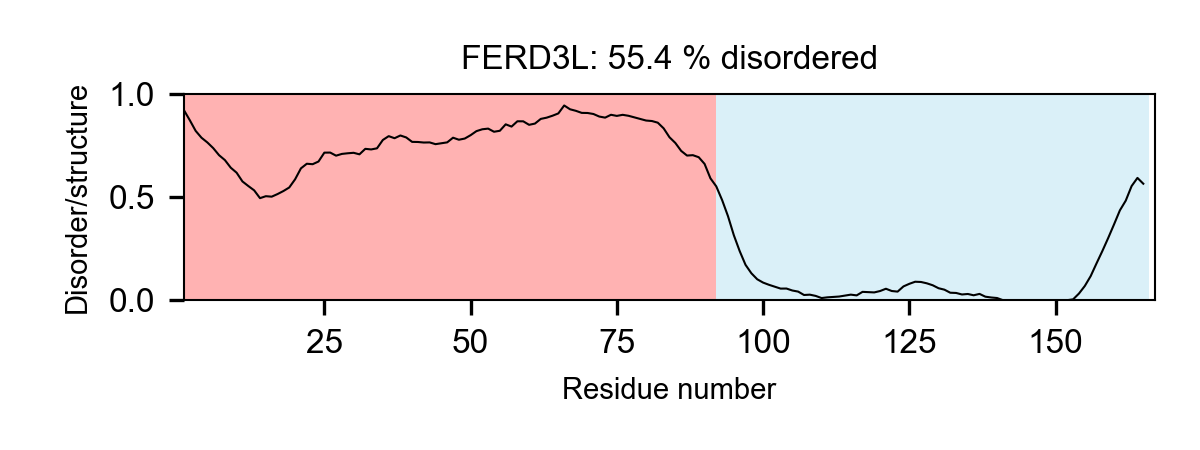 FERD3L: 55.4 % disordered
Disorder/structure
1.0
0.5
0.0
25 50 75 100 125 150
Residue number